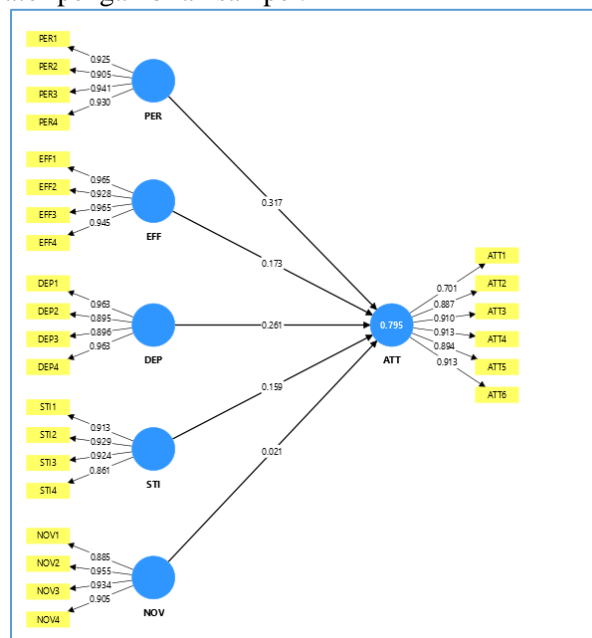 PER1
PER2
PER3
PER4
0.925
0.905
0.941
0.930
PER
EFF1
EFF2
EFF3
EFF4
0.965
0.928
0.965
0.945
EFF
DEP1
DEP2
DEP3
DEP4
0.963
0.895
0.896
0.963
DEP
STI1
STI2
STI3
STI4
0.913
0.929
0.924
0.861
STI
NOV1
NOV2
NOV3
NOV4
0.885
0.955
0.934
0.905
NOV
0.317
0.173
0.261
0.159
0.021
0.795
ATT
0.701
0.887
0.910
0.913
0.894
0.913
ATT1
ATT2
ATT3
ATT4
ATT5
ATT6